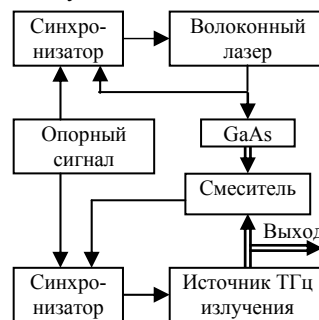 Синхро-
низатор
Волоконный
лазер
Опорный
сигнал
GaAs
Смеситель
Выход
Синхро-
низатор
Источник ТГц
излучения